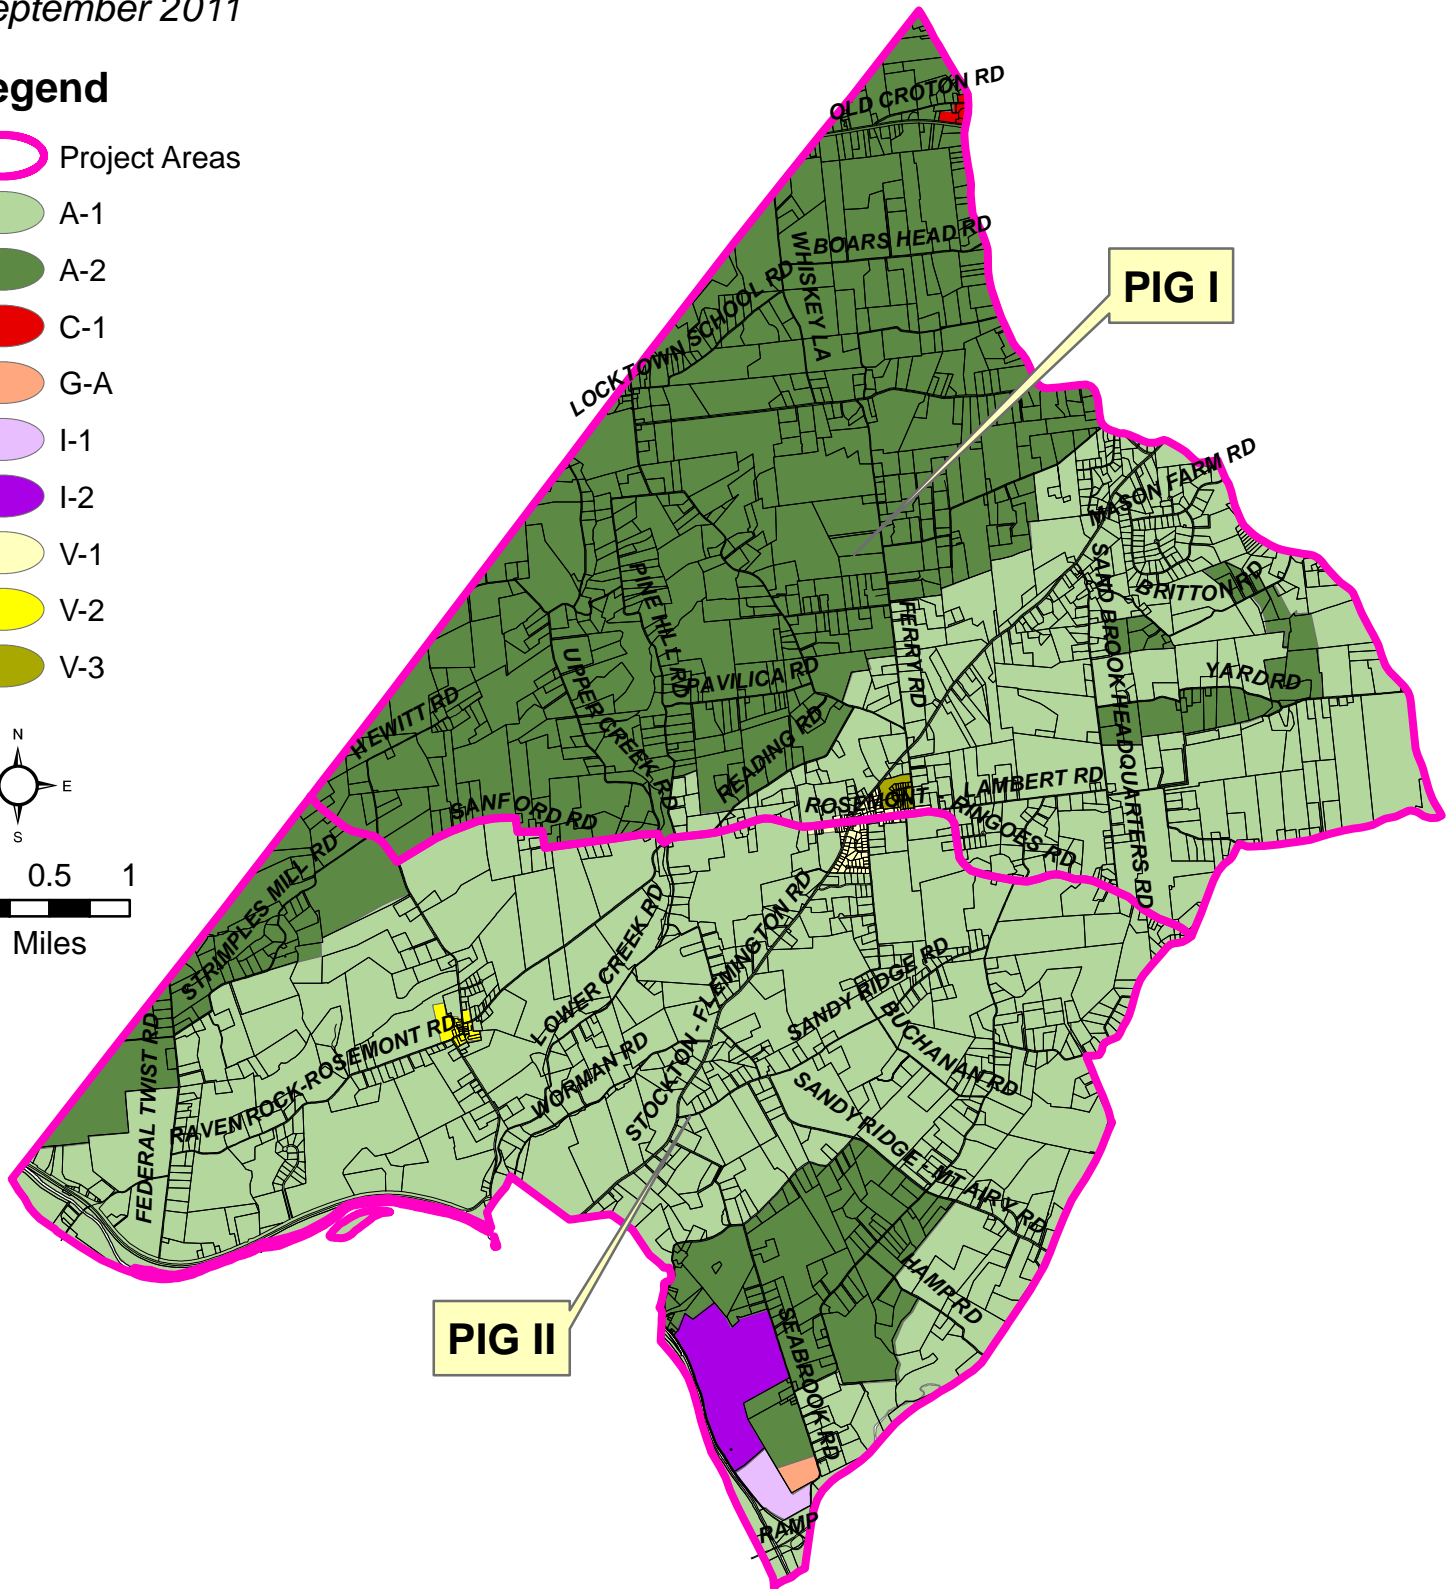 eptember 2011
egend
Project Areas
A-1
A-2
C-1
G-A
I-1
I-2
V-1
V-2
V-3
N
E
S
0.5 1
Miles
OLD CROTON RD
BOARS HEAD RD
WHISKEY LA
LOCKTOWN SCHOOL RD
PIG I
MASON FARM RD
SAND BROOK HEADQUARTERS RD
BRITTON RD
YARD RD
PINE HILL RD
FERRY RD
UPPER CREEK RD
PAVILICA RD
HEWITT RD
READING RD
SANFORD RD
ROSEMONT - RINGOES RD
LAMBERT RD
STRIMPLES MILL RD
LOWER CREEK RD
STOCKTON - FLEMINGTON RD
SANDY RIDGE RD
BUCHANAN RD
FEDERAL TWIST RD
RAVEN ROCK-ROSEMONT RD
WORMAN RD
SANDY RIDGE - MT AIRY RD
HAMP RD
PIG II
SEABROOK RD
RAMP